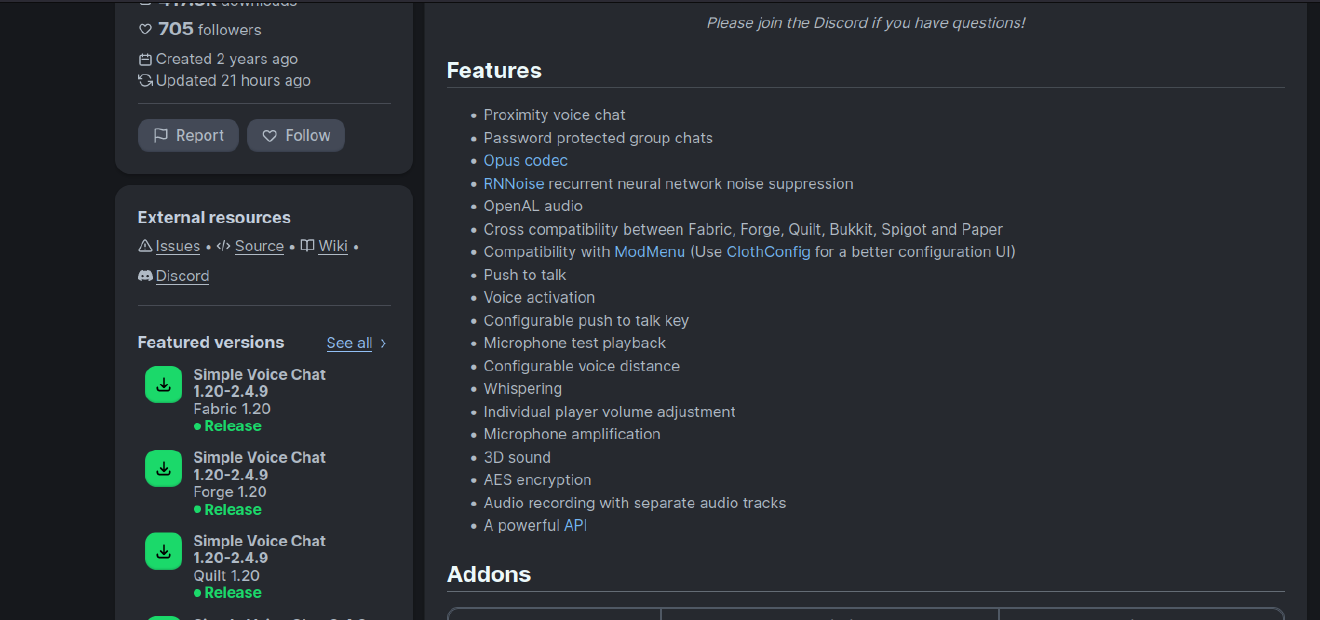 705 followers
Created 2 years ago
Updated 21 hours ago
Report Follow
External resources
Issues • Source • Wiki •
Discord
Featured versions See all
Simple Voice Chat
1.20-2.4.9
Fabric 1.20
• Release
Simple Voice Chat
1.20-2.4.9
Forge 1.20
• Release
Simple Voice Chat
1.20-2.4.9
Quilt 1.20
• Release
Please join the Discord if you have questions!
Features
• Proximity voice chat
• Password protected group chats
• Opus codec
• RNNoise recurrent neural network noise suppression
• OpenAL audio
• Cross compatibility between Fabric, Forge, Quilt, Bukkit, Spigot and Paper
• Compatibility with ModMenu (Use ClothConfig for a better configuration UI)
• Push to talk
• Voice activation
• Configurable push to talk key
• Microphone test playback
• Configurable voice distance
• Whispering
• Individual player volume adjustment
• Microphone amplification
• 3D sound
• AES encryption
• Audio recording with separate audio tracks
• A powerful API
Addons